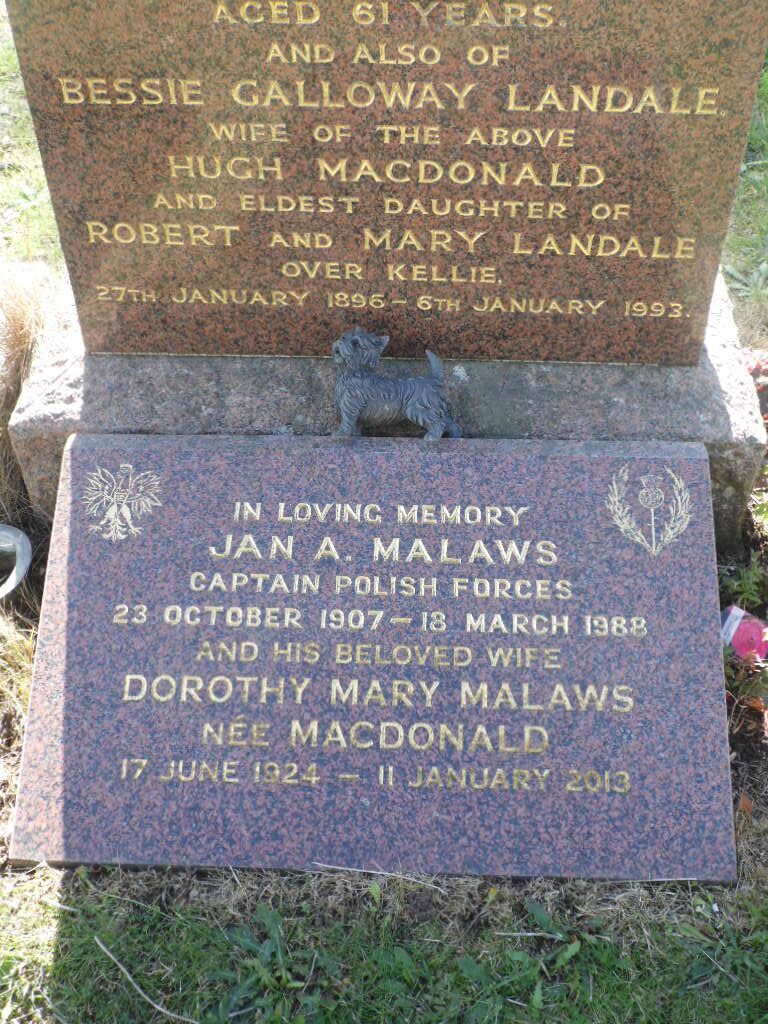 AGED 61 YEARS.
AND ALSO OF
BESSIE GALLOWAY LANDALE,
WIFE OF THE ABOVE
HUGH MACDONALD
AND ELDEST DAUGHTER OF
ROBERT AND MARY LANDALE
OVER KELLIE,
27TH JANUARY 1896 – 6TH JANUARY 1993.
IN LOVING MEMORY
JAN A. MALAWS
CAPTAIN POLISH FORCES
23 OCTOBER 1907 – 18 MARCH 1988
AND HIS BELOVED WIFE
DOROTHY MARY MALAWS
NÉE MACDONALD
17 JUNE 1924 – 11 JANUARY 2013